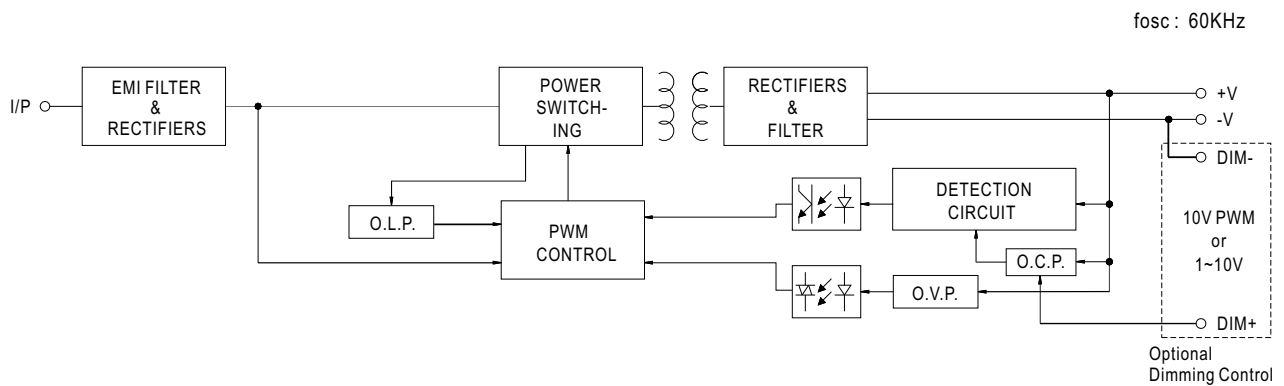 fosc : 60KHz
I/P
EMI FILTER
&
RECTIFIERS
POWER
SWITCH-
ING
RECTIFIERS
&
FILTER
+V
-V
DIM-
O.L.P.
PWM
CONTROL
DETECTION
CIRCUIT
O.C.P.
O.V.P.
10V PWM
or
1~10V
DIM+
Optional
Dimming Control